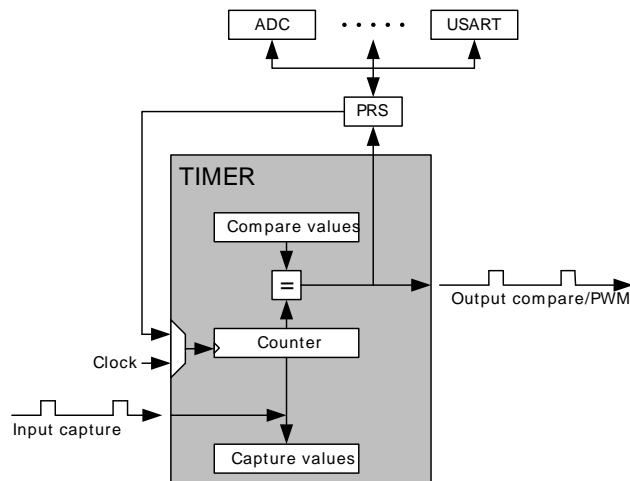 ADC
USART
PRS
TIMER
Compare values
=
Output compare/PWM
Counter
Clock
Input capture
Capture values